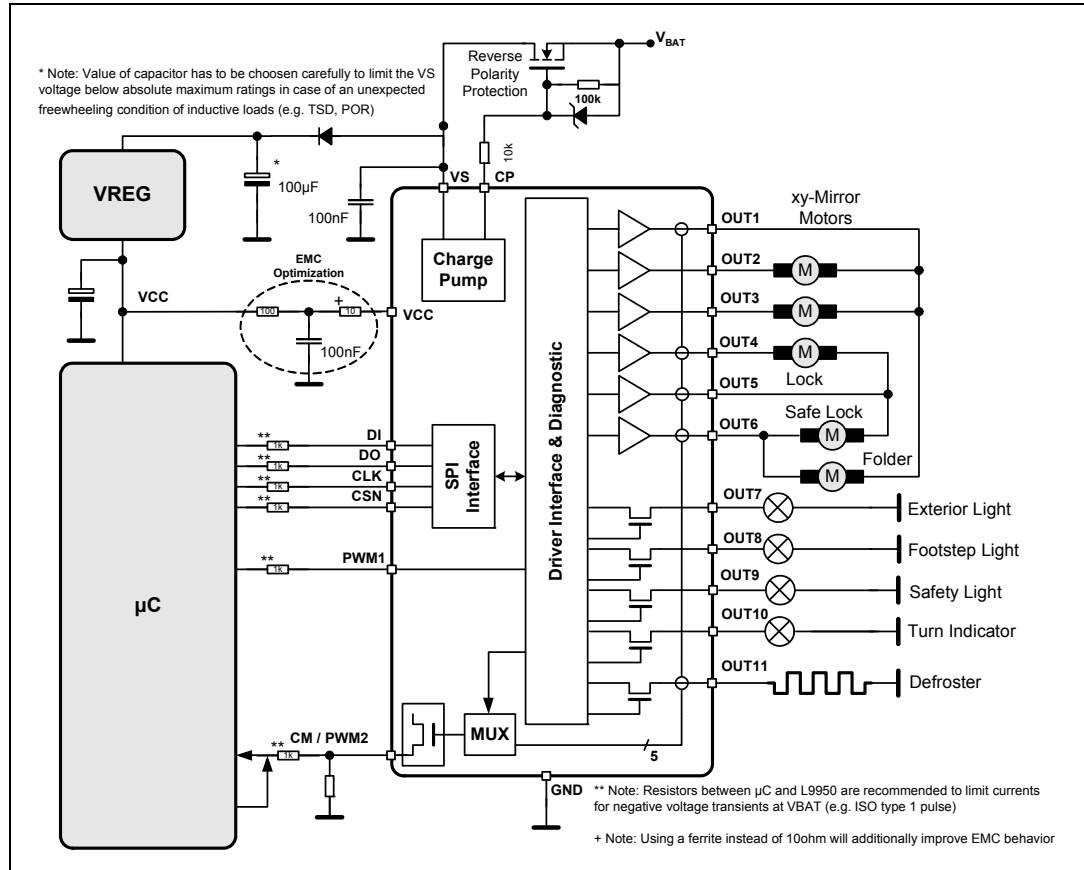 V_BAT
Reverse
Polarity
Protection
100k
* Note: Value of capacitor has to be choosen carefully to limit the VS
voltage below absolute maximum ratings in case of an unexpected
freewheeling condition of inductive loads (e.g. TSD, POR)
10k
*
100µF
VREG
VS
CP
100nF
Charge
Pump
EMC
Optimization
VCC
100
+
10
VCC
100nF
Driver Interface & Diagnostic
xy-Mirror
Motors
OUT1
OUT2
M
OUT3
M
OUT4
M
Lock
OUT5
Safe Lock
OUT6
M
Folder
M
µC
**
1k
DI
**
1k
DO
**
1k
CLK
**
1k
CSN
SPI
Interface
**
1k
PWM1
OUT7
Exterior Light
OUT8
Footstep Light
OUT9
Safety Light
OUT10
Turn Indicator
OUT11
Defroster
MUX
5
CM / PWM2
**
1k
GND
** Note: Resistors between µC and L9950 are recommended to limit currents
for negative voltage transients at VBAT (e.g. ISO type 1 pulse)
+ Note: Using a ferrite instead of 10ohm will additionally improve EMC behavior